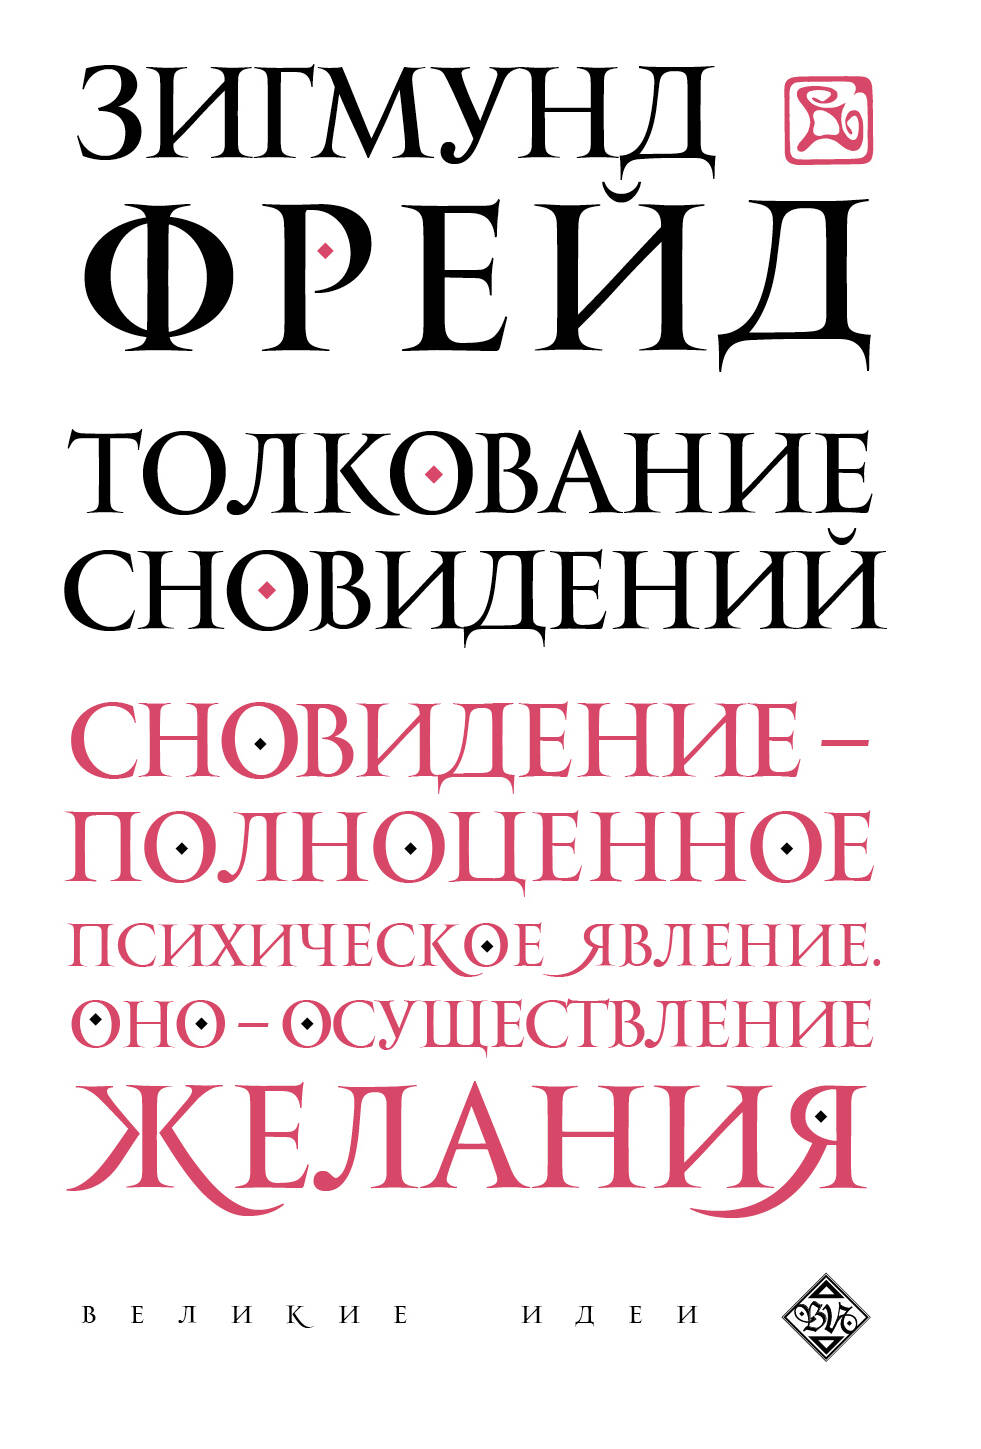 ЗИГМУНД
ФРЕЙД
ТОЛКОВАНИЕ
СНОВИДЕНИЙ
СНОВИДЕНИЕ –
ПОЛНОЦЕННОЕ
ПСИХИЧЕСКОЕ ЯВЛЕНИЕ.
ОНО – ОСУЩЕСТВЛЕНИЕ
ЖЕЛАНИЯ
ВЕЛИКИЕ ИДЕИ